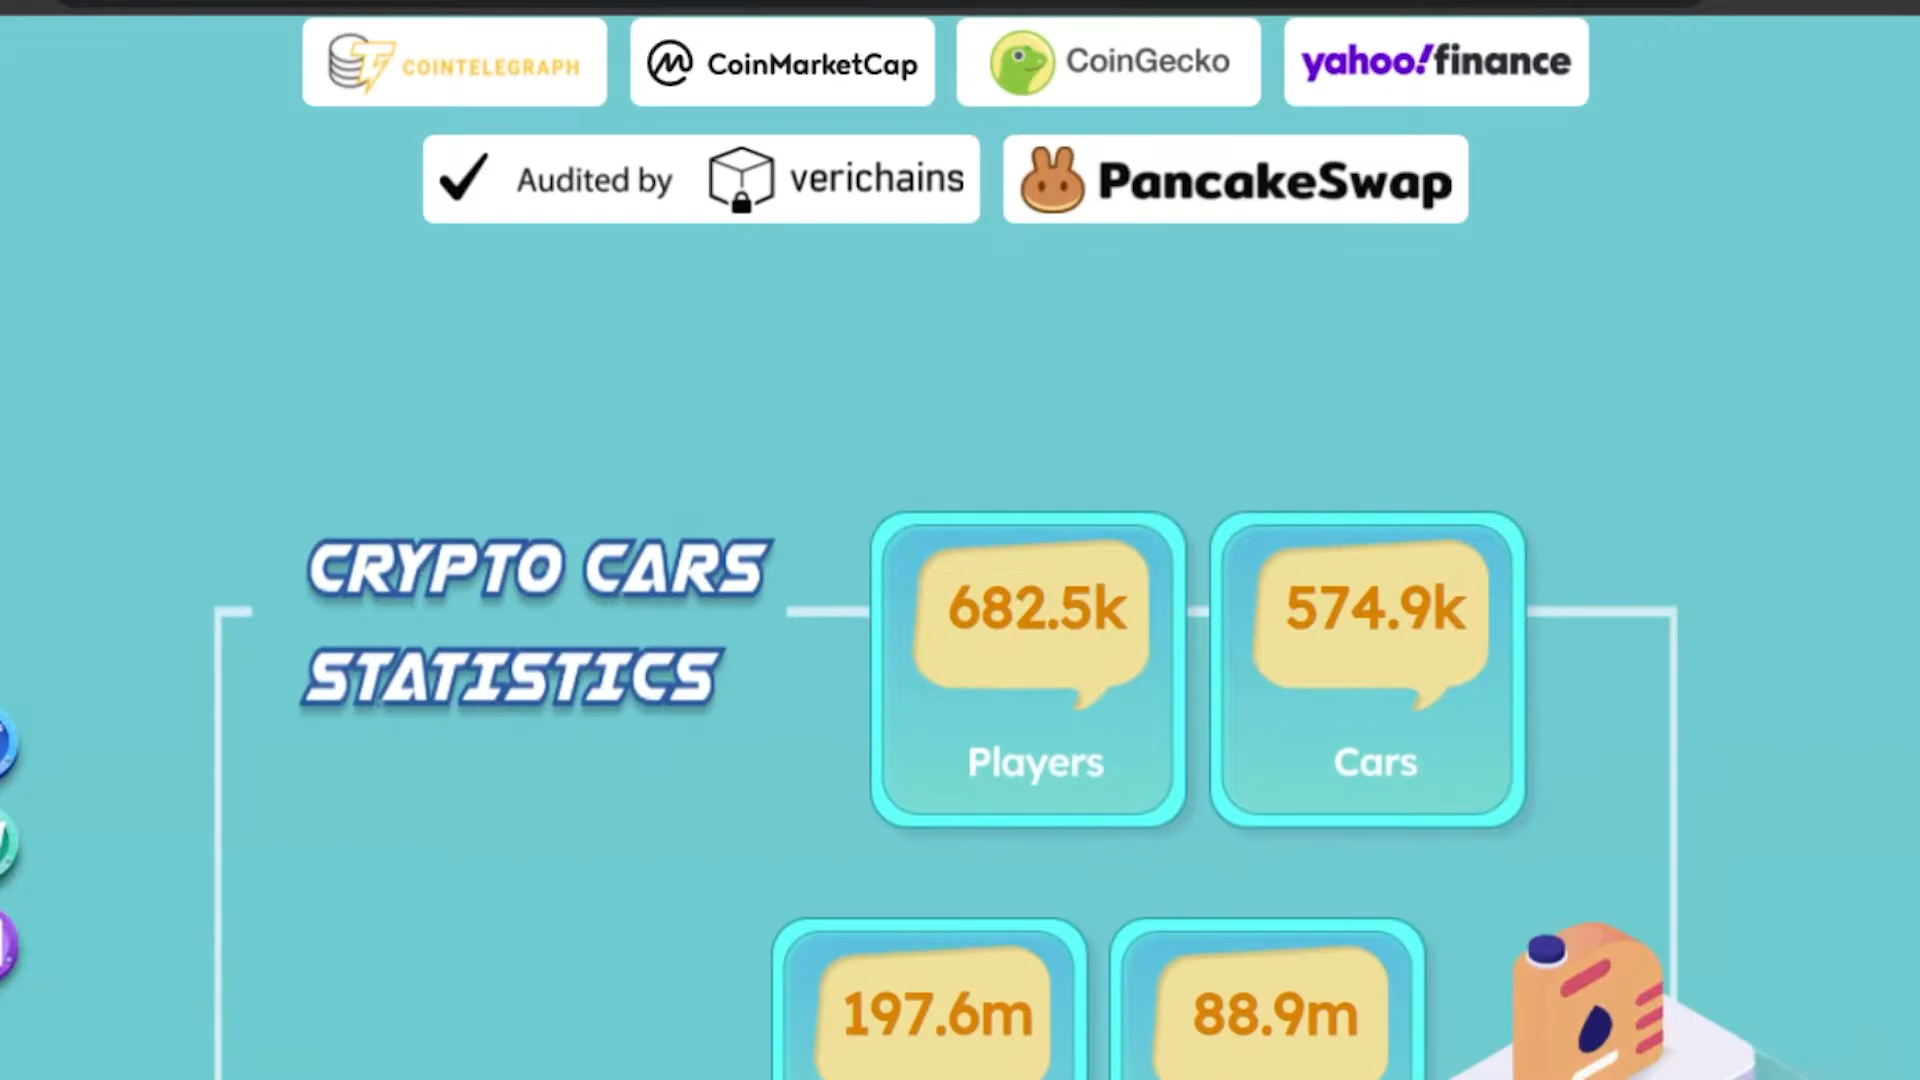 COINTELEGRAPH
CoinMarketCap
CoinGecko
yahoo!finance
Audited by verichains
PancakeSwap
CRYPTO CARS
STATISTICS
682.5k
Players
574.9k
Cars
197.6m
88.9m